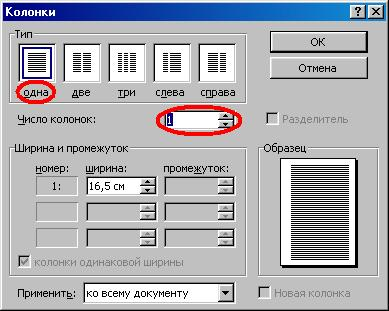 Колонки
Тип
ОК
Отмена
одна две три слева справа
Число колонок: 1 Разделитель
Ширина и промежуток Образец
номер: ширина: промежуток:
1: 16,5 см
колонки одинаковой ширины
Применить: ко всему документу Новая колонка